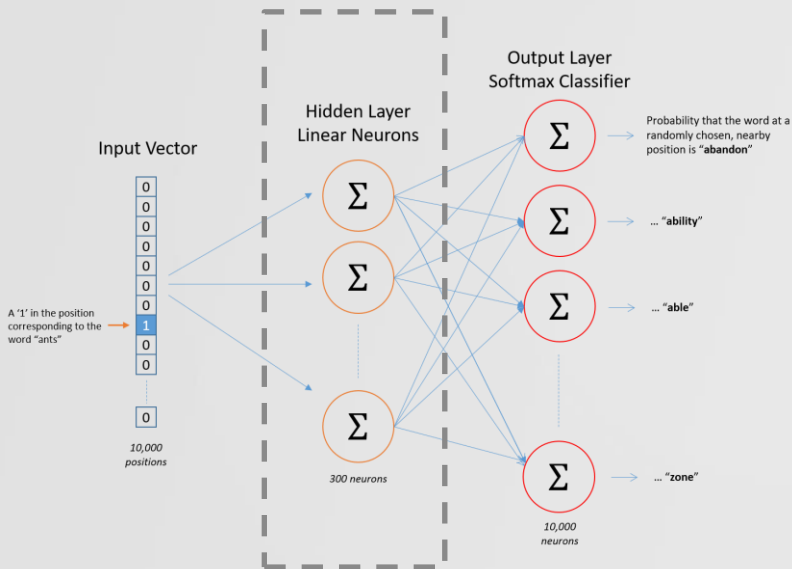 Output Layer
Softmax Classifier
Hidden Layer
Linear Neurons
Input Vector
0
0
0
0
0
0
0
1
0
0
0
A ‘1’ in the position
corresponding to the
word “ants”
10,000
positions
Σ
Σ
Σ
300 neurons
Σ
Σ
Σ
Σ
10,000
neurons
Probability that the word at a
randomly chosen, nearby
position is “abandon”
... “ability”
... “able”
... “zone”